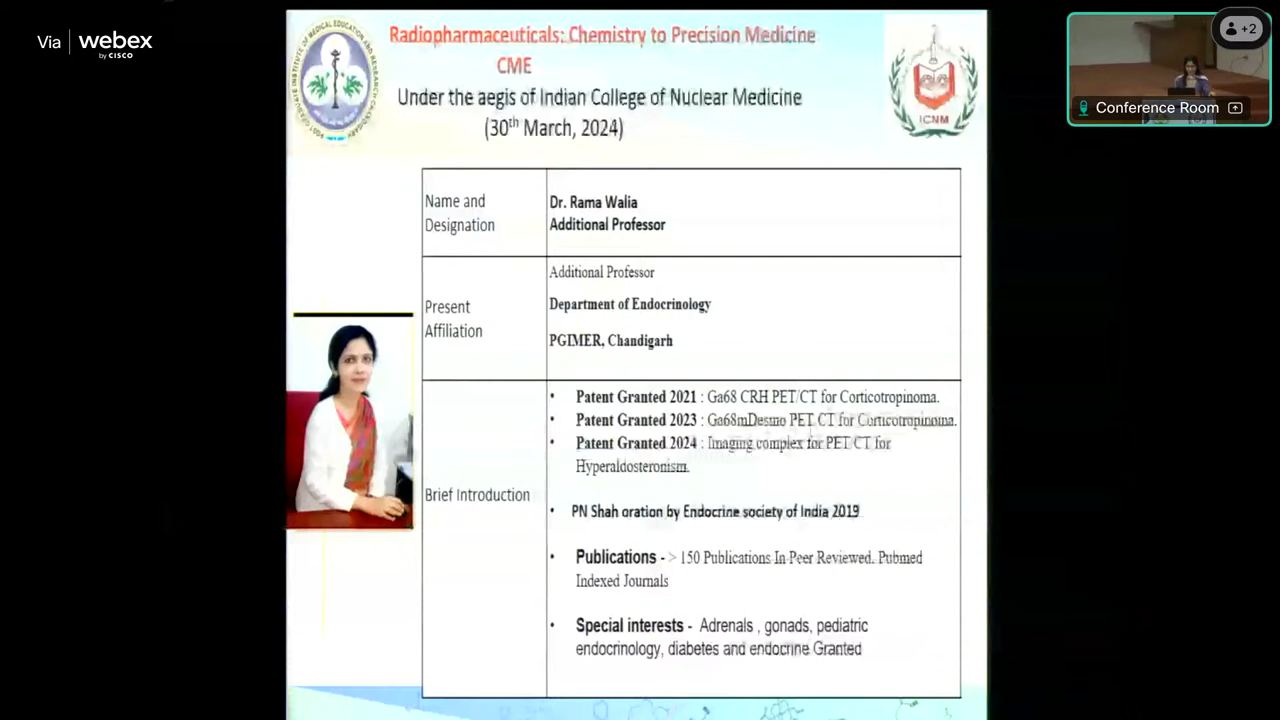 Via webex
by CISCO
+2
Conference Room
Radiopharmaceuticals: Chemistry to Precision Medicine
CME
Under the aegis of Indian College of Nuclear Medicine
(30th March, 2024)
ICNM
Name and
Designation
Dr. Rama Walia
Additional Professor
Present
Affiliation
Additional Professor
Department of Endocrinology
PGIMER, Chandigarh
Brief Introduction
• Patent Granted 2021 : Ga68 CRH PET/CT for Corticotropinoma.
• Patent Granted 2023 : Ga68mDesmo PET CT for Corticotropinoma.
• Patent Granted 2024 : Imaging complex for PET/CT for
Hyperaldosteronism.
• PN Shah oration by Endocrine society of India 2019
• Publications - > 150 Publications In Peer Reviewed. Pubmed
Indexed Journals
• Special interests - Adrenals , gonads, pediatric
endocrinology, diabetes and endocrine Granted